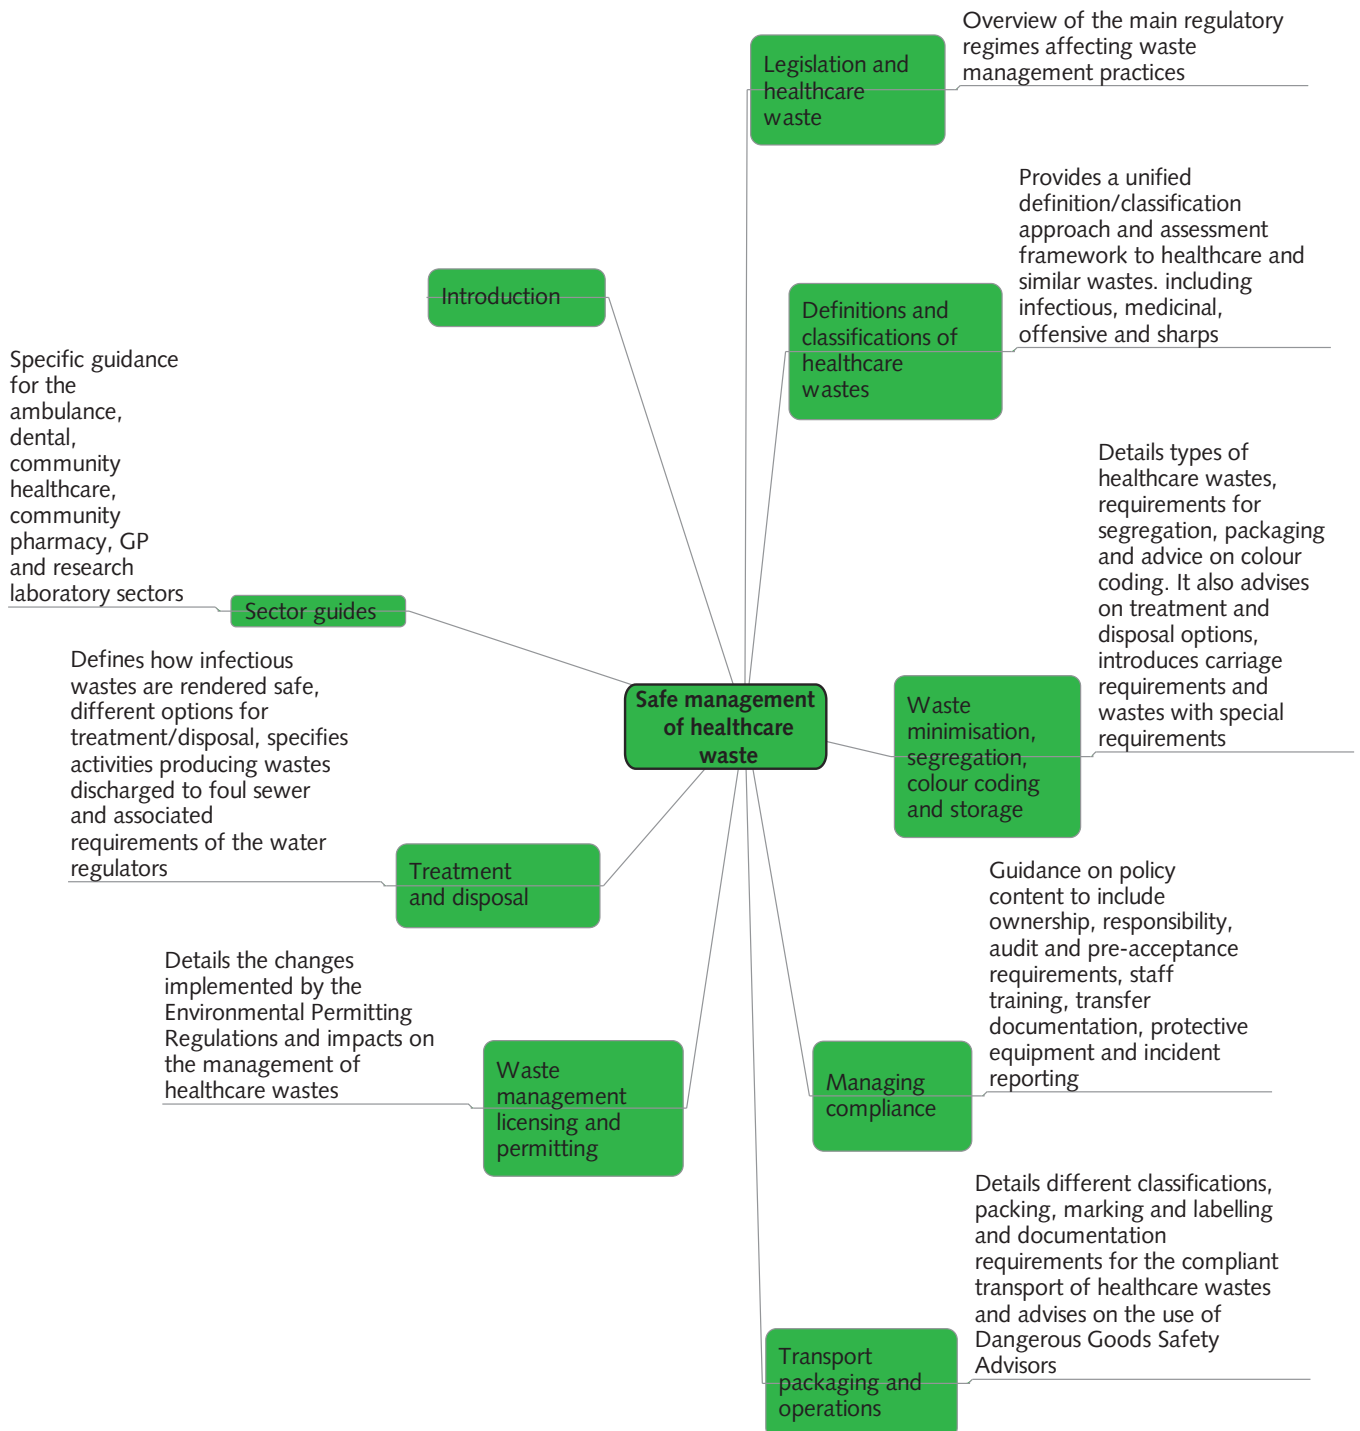 Legislation and
healthcare
waste
Overview of the main regulatory
regimes affecting waste
management practices
Definitions and
classifications of
healthcare
wastes
Provides a unified
definition/classification
approach and assessment
framework to healthcare and
similar wastes. including
infectious, medicinal,
offensive and sharps
Introduction
Specific guidance
for the
ambulance,
dental,
community
healthcare,
community
pharmacy, GP
and research
laboratory sectors
Sector guides
Safe management
of healthcare
waste
Waste
minimisation,
segregation,
colour coding
and storage
Details types of
healthcare wastes,
requirements for
segregation, packaging
and advice on colour
coding. It also advises
on treatment and
disposal options,
introduces carriage
requirements and
wastes with special
requirements
Defines how infectious
wastes are rendered safe,
different options for
treatment/disposal, specifies
activities producing wastes
discharged to foul sewer
and associated
requirements of the water
regulators
Treatment
and disposal
Managing
compliance
Guidance on policy
content to include
ownership, responsibility,
audit and pre-acceptance
requirements, staff
training, transfer
documentation, protective
equipment and incident
reporting
Details the changes
implemented by the
Environmental Permitting
Regulations and impacts on
the management of
healthcare wastes
Waste
management
licensing and
permitting
Transport
packaging and
operations
Details different classifications,
packing, marking and labelling
and documentation
requirements for the compliant
transport of healthcare wastes
and advises on the use of
Dangerous Goods Safety
Advisors